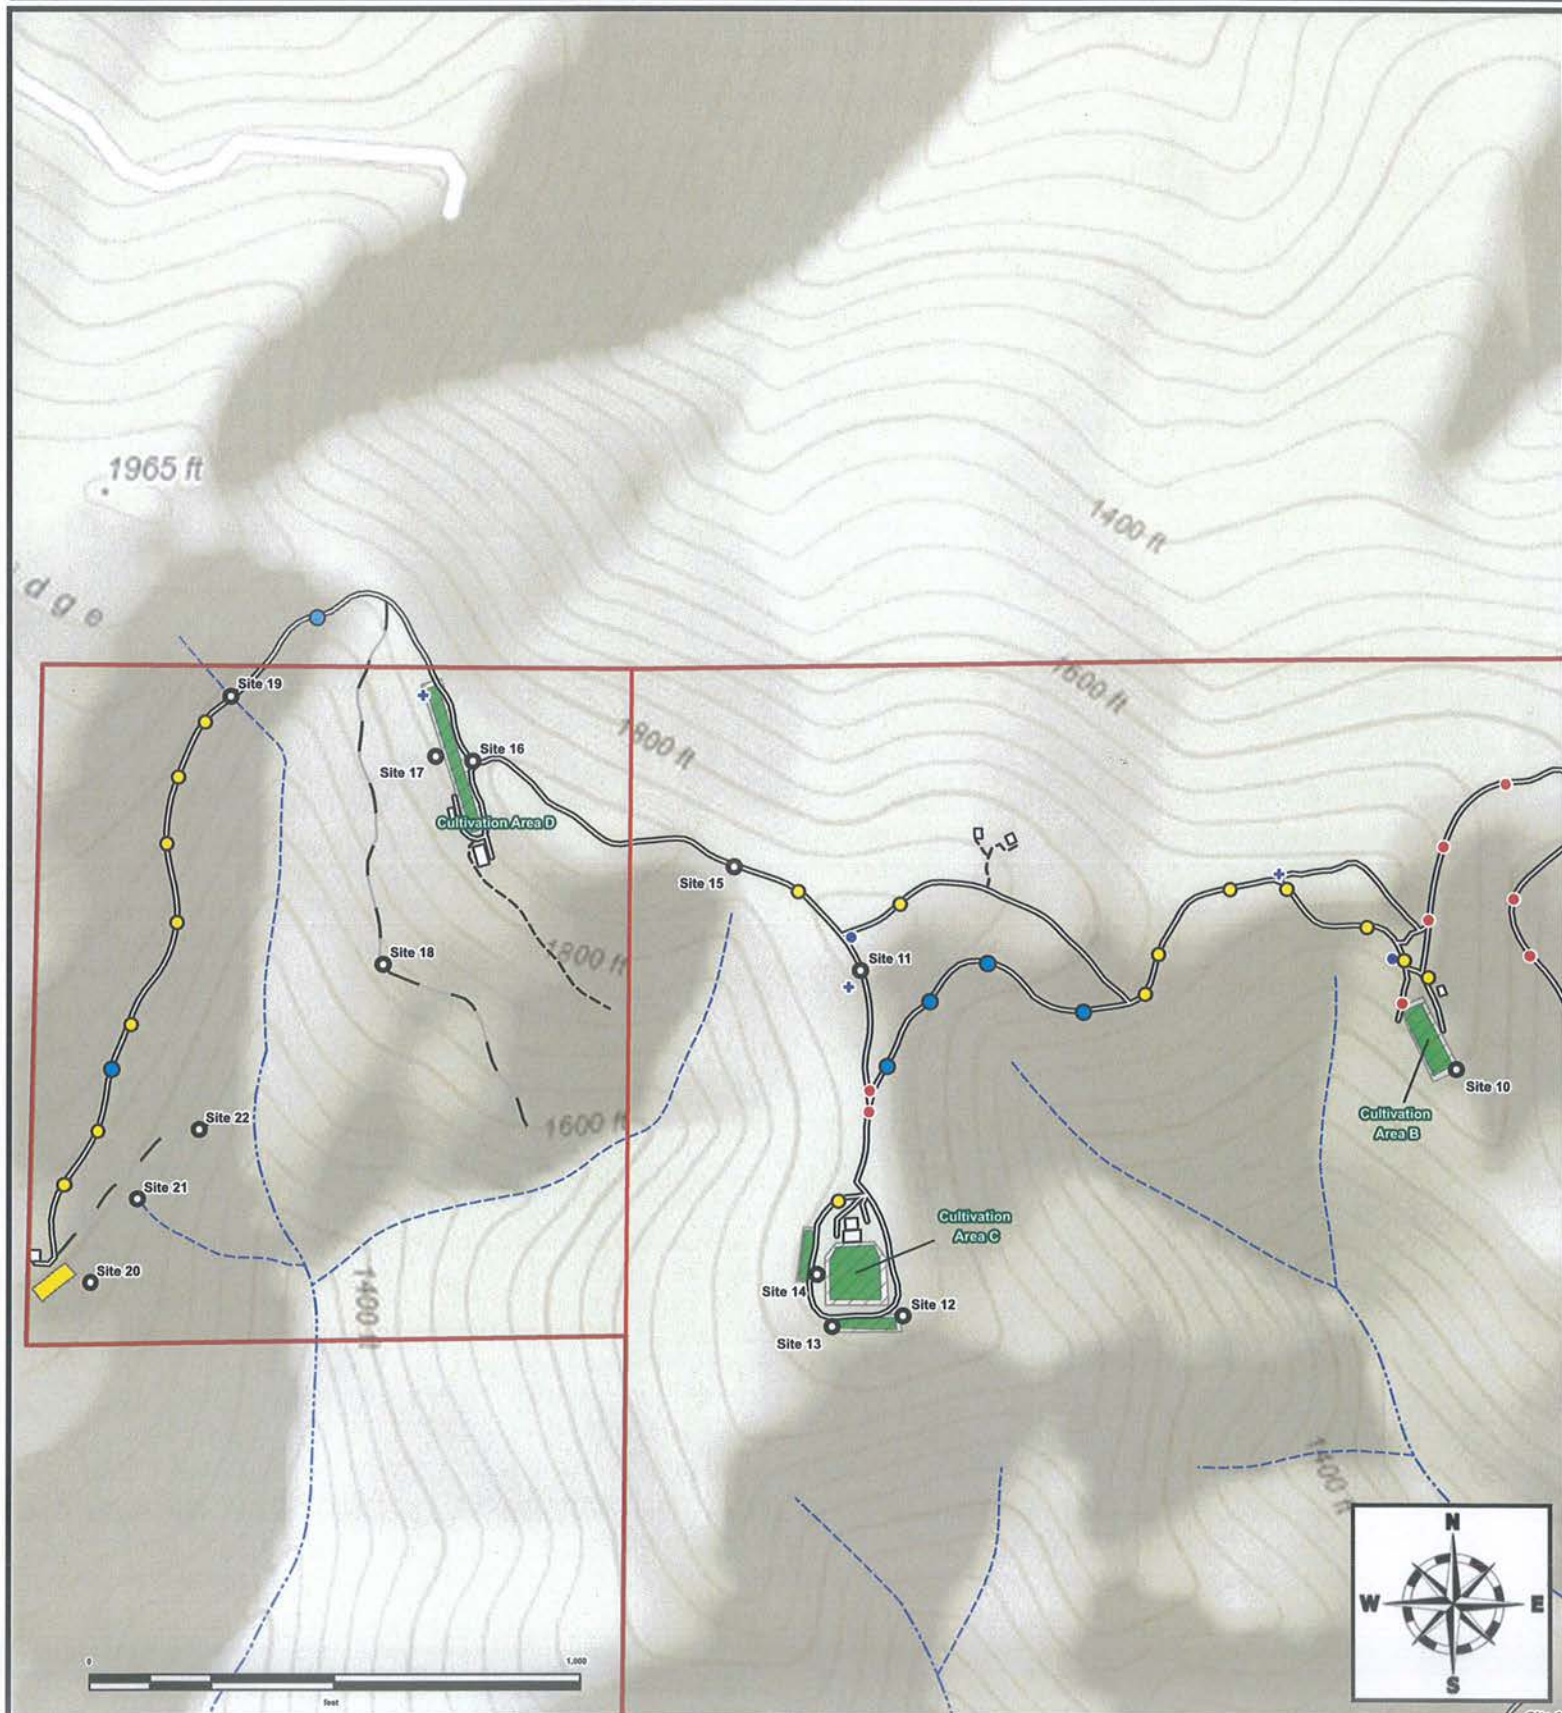 1965 ft
1400 ft
dge
1600 ft
Site 19
1800 ft
Site 16
Site 17
Cultivation Area D
Site 15
1800 ft
Site 18
Site 11
Site 10
Cultivation
Area B
1600 ft
Site 22
Site 21
Cultivation
Area C
Site 20
1400 ft
Site 14
Site 12
Site 13
1400 ft
N
W
E
S
0
1,000
feet